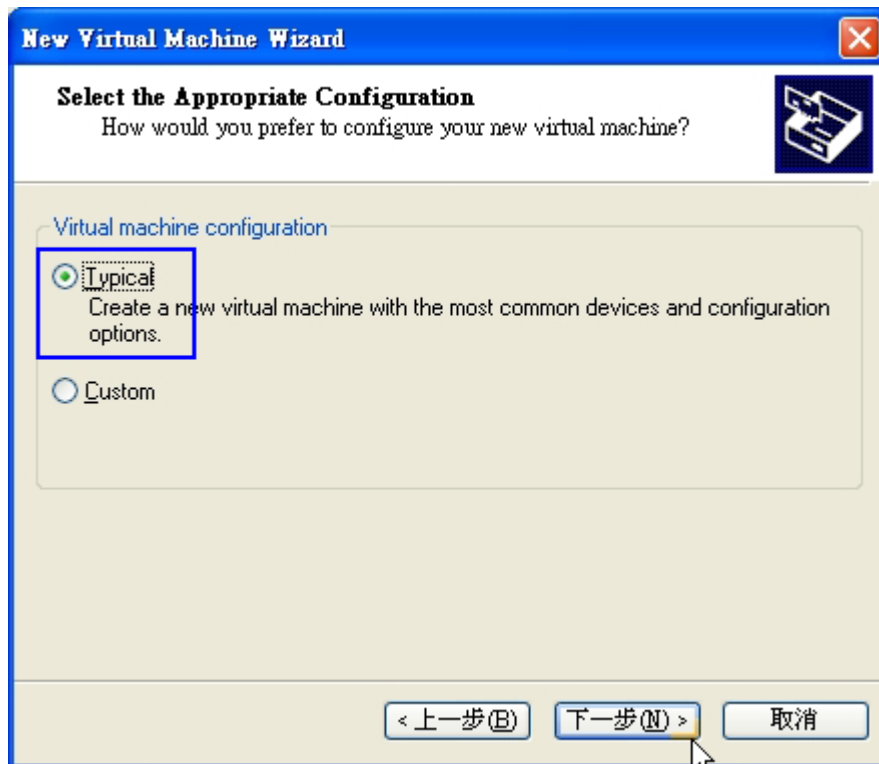 New Virtual Machine Wizard
Select the Appropriate Configuration
How would you prefer to configure your new virtual machine?
Virtual machine configuration
Typical
Create a new virtual machine with the most common devices and configuration
options.
Custom
<上一步(B)
下一步(N)>
取消